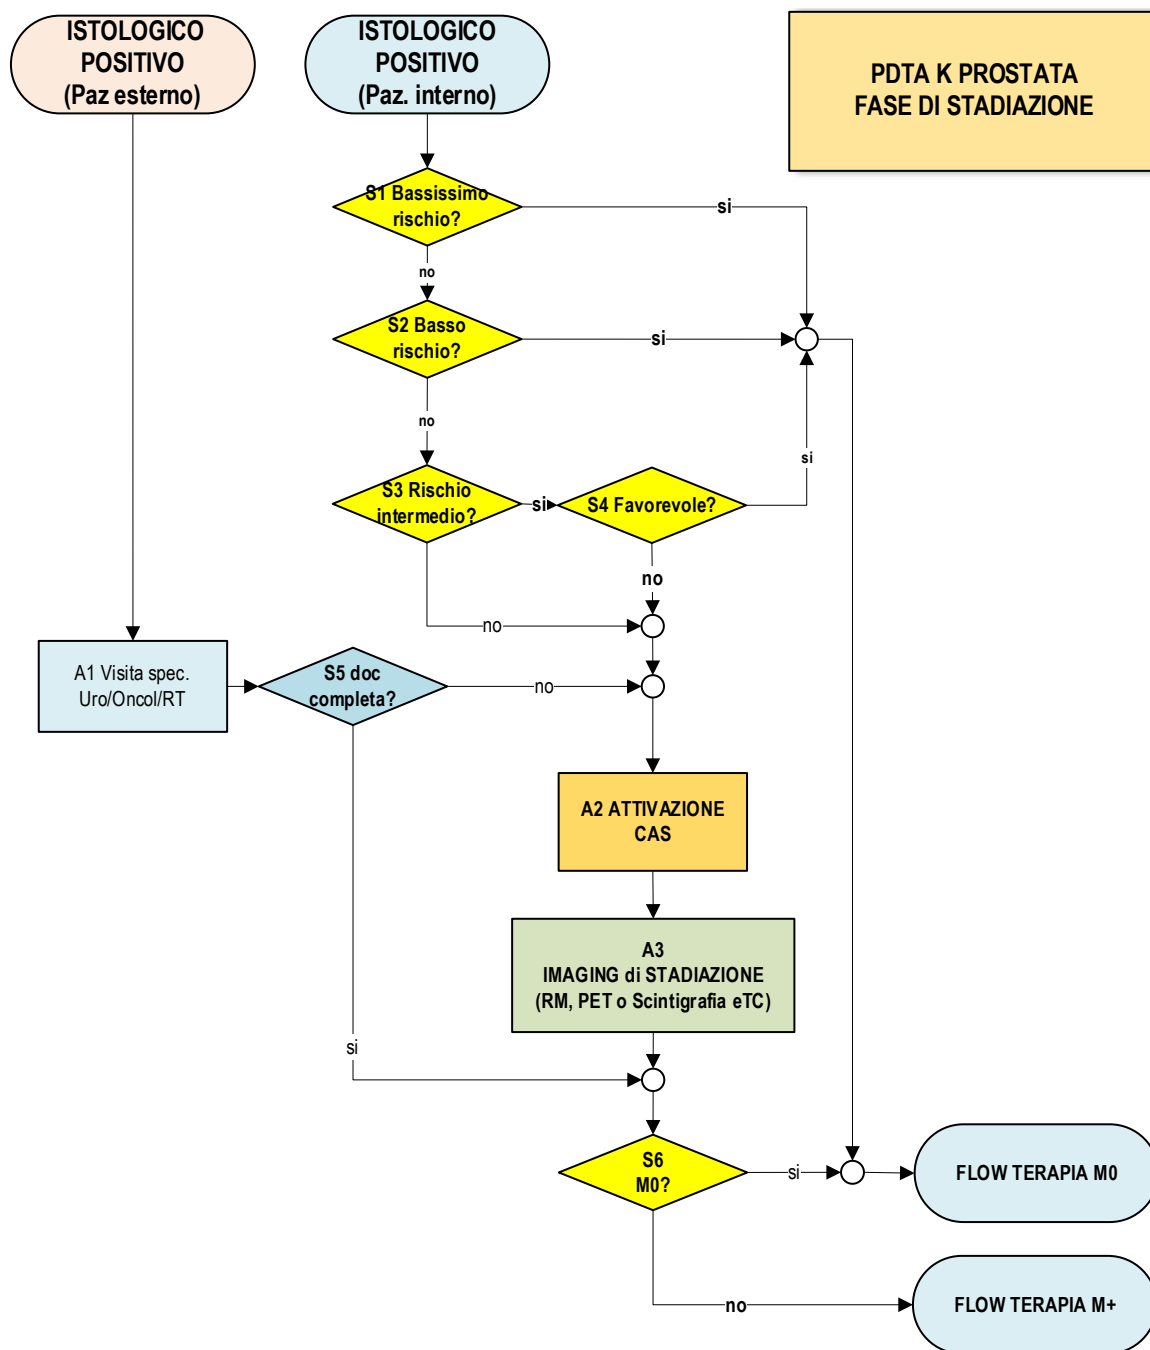 ISTOLOGICO
POSITIVO
(Paz esterno)
ISTOLOGICO
POSITIVO
(Paz. interno)
PDTA K PROSTATA
FASE DI STADIAZIONE
S1 Bassissimo
rischio?
si
no
S2 Basso
rischio?
si
no
si
S3 Rischio
intermedio?
si
S4 Favorevole?
no
no
A1 Visita spec.
Uro/Oncol/RT
S5 doc
completa?
no
A2 ATTIVAZIONE
CAS
A3
IMAGING di STADIAZIONE
(RM, PET o Scintigrafia eTC)
si
S6
M0?
si
FLOW TERAPIA M0
no
FLOW TERAPIA M+